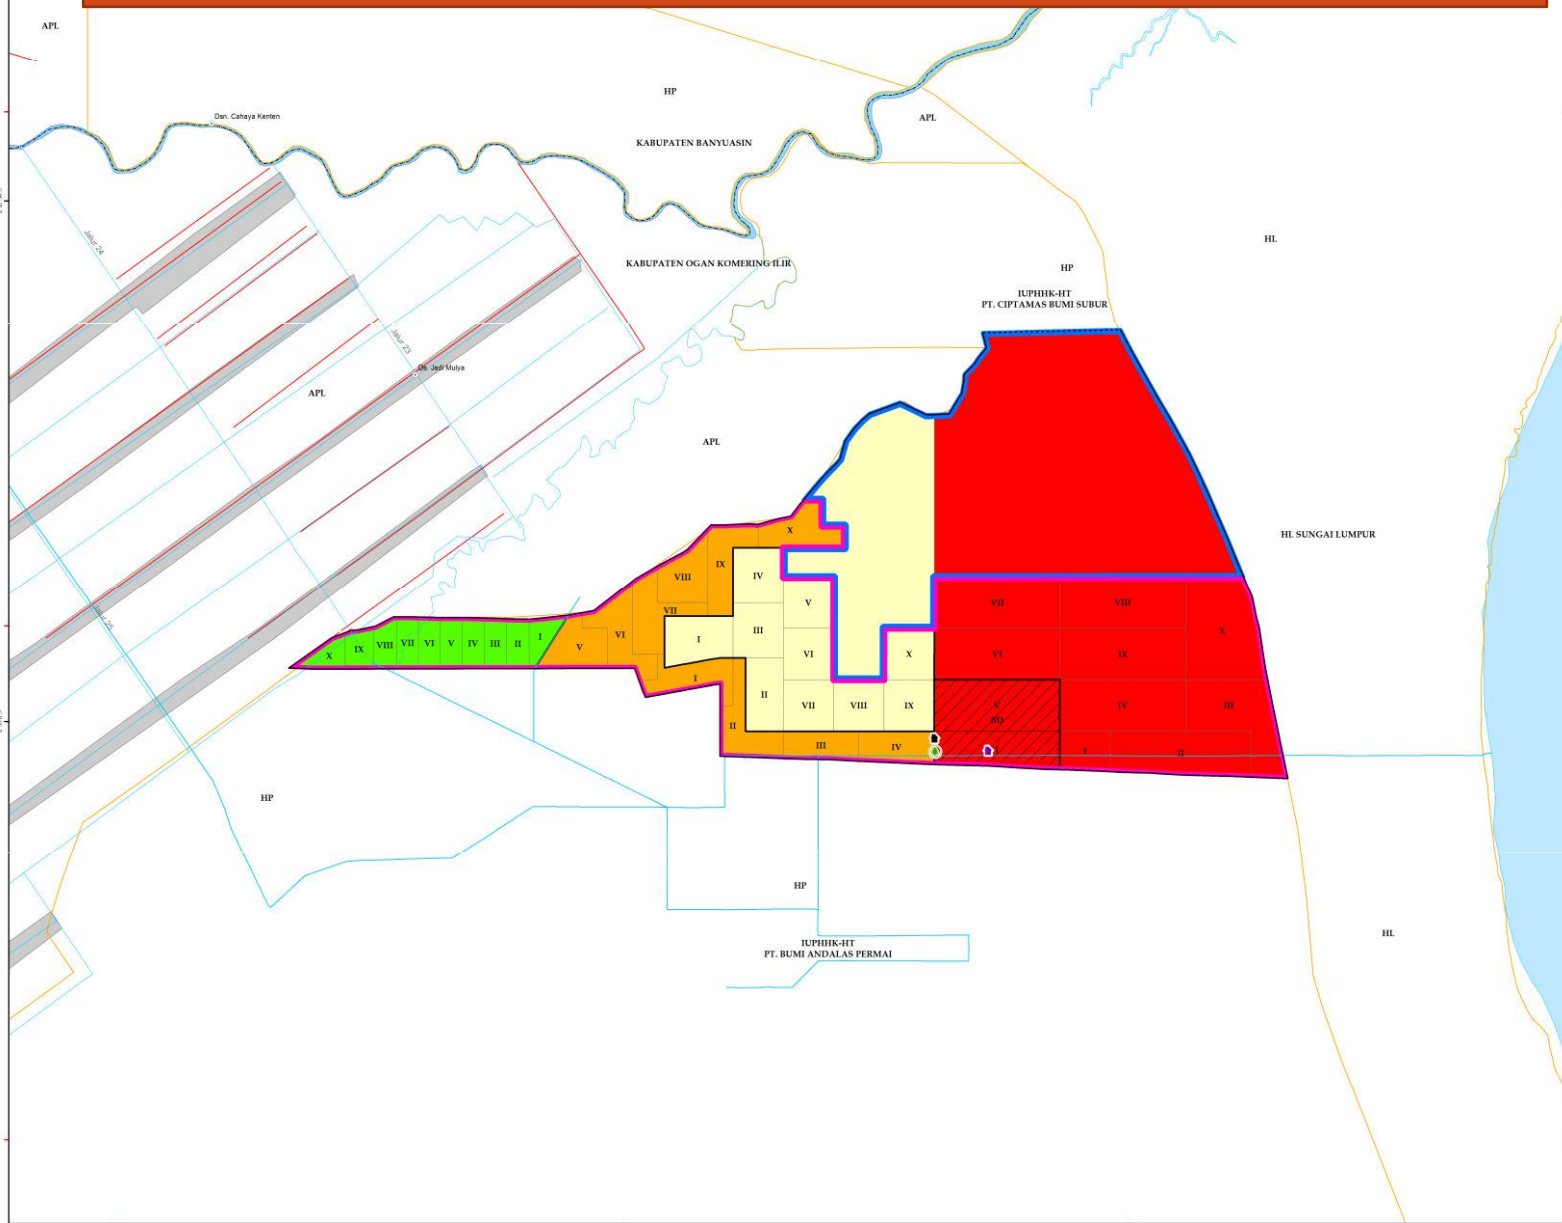 APL
HP
Dsn. Cahaya Kenten
APL
KABUPATEN BANYUASIN
Jalur 24
HL
KABUPATEN OGAN KOMERING ILIR
HP
IUPHHK-HT
PT. CIPTAMAS BUMI SUBUR
Jalur 23
Ds. Jadi Mulya
APL
APL
HL SUNGAI LUMPUR
X
IX
VIII
IV
VII
V
VII
VIII
X
Jalur 25
X
IX
VIII
VII
VI
V
IV
III
II
I
V
VI
I
III
VI
X
VI
IX
I
II
VII
VIII
IX
V
BD
IV
III
II
III
IV
I
I
II
HP
HP
IUPHHK-HT
PT. BUMI ANDALAS PERMAI
HL